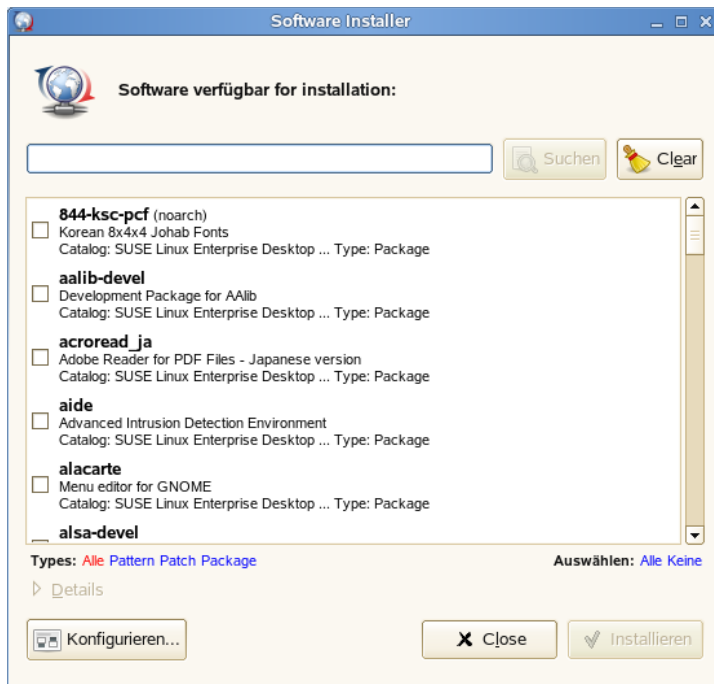 Software Installer
Software verfügbar for installation:
Suchen
Clear
844-ksc-pcf (noarch)
Korean 8x4x4 Johab Fonts
Catalog: SUSE Linux Enterprise Desktop ... Type: Package
aalib-devel
Development Package for AAlib
Catalog: SUSE Linux Enterprise Desktop ... Type: Package
acroread_ja
Adobe Reader for PDF Files - Japanese version
Catalog: SUSE Linux Enterprise Desktop ... Type: Package
aide
Advanced Intrusion Detection Environment
Catalog: SUSE Linux Enterprise Desktop ... Type: Package
alacarte
Menu editor for GNOME
Catalog: SUSE Linux Enterprise Desktop ... Type: Package
alsa-devel
Types: Alle Pattern Patch Package
Auswählen: Alle Keine
Details
Konfigurieren...
Close
Installieren